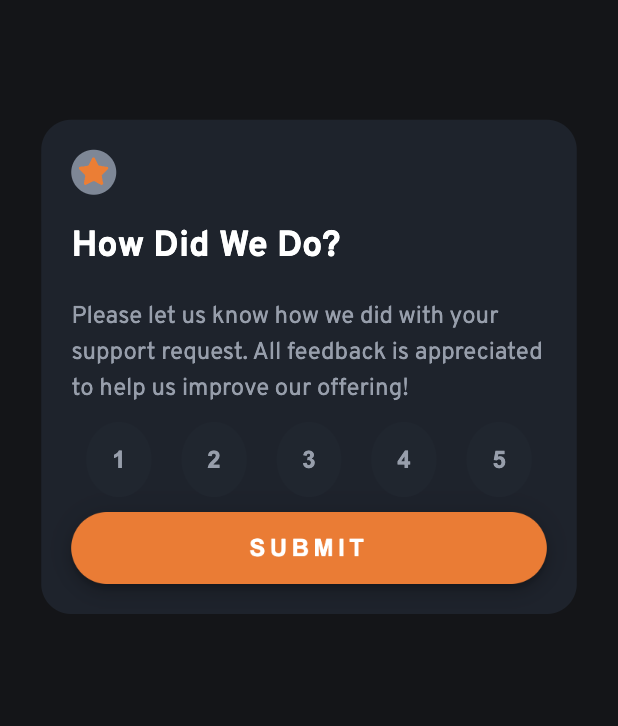 How Did We Do?
Please let us know how we did with your
support request. All feedback is appreciated
to help us improve our offering!
1 2 3 4 5
SUBMIT